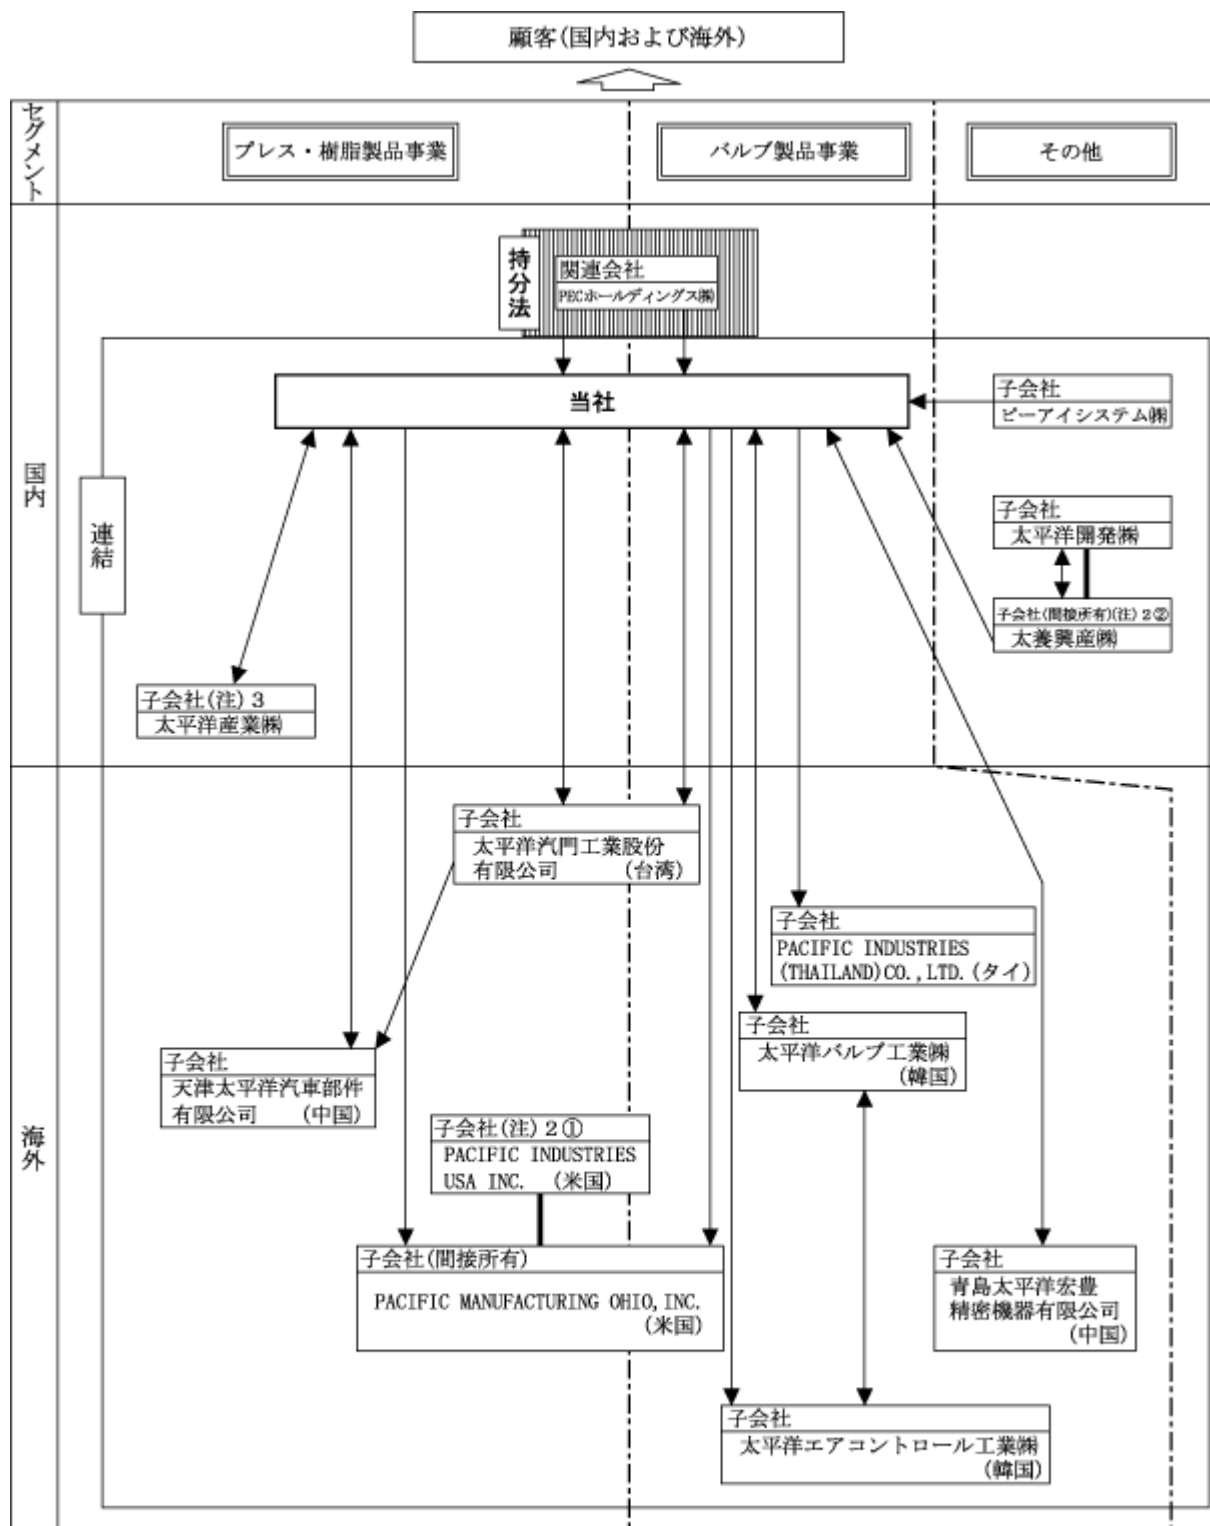 顧客(国内および海外)
セグメント
プレス・樹脂製品事業
バルブ製品事業
その他
国内
持分法
関連会社
PECホールディングス㈱
連結
当社
子会社
ピーアイシステム㈱
子会社
太平洋開発㈱
子会社(間接所有)(注)2②
太養興産㈱
子会社(注)3
太平洋産業㈱
海外
子会社
太平洋汽門工業股份
有限公司 (台湾)
子会社
PACIFIC INDUSTRIES
(THAILAND)CO.,LTD.(タイ)
子会社
太平洋バルブ工業㈱
(韓国)
子会社
天津太平洋汽車部件
有限公司 (中国)
子会社(注)2①
PACIFIC INDUSTRIES
USA INC. (米国)
子会社(間接所有)
PACIFIC MANUFACTURING OHIO,INC.
(米国)
子会社
青島太平洋宏豊
精密機器有限公司
(中国)
子会社
太平洋エアコントロール工業㈱
(韓国)